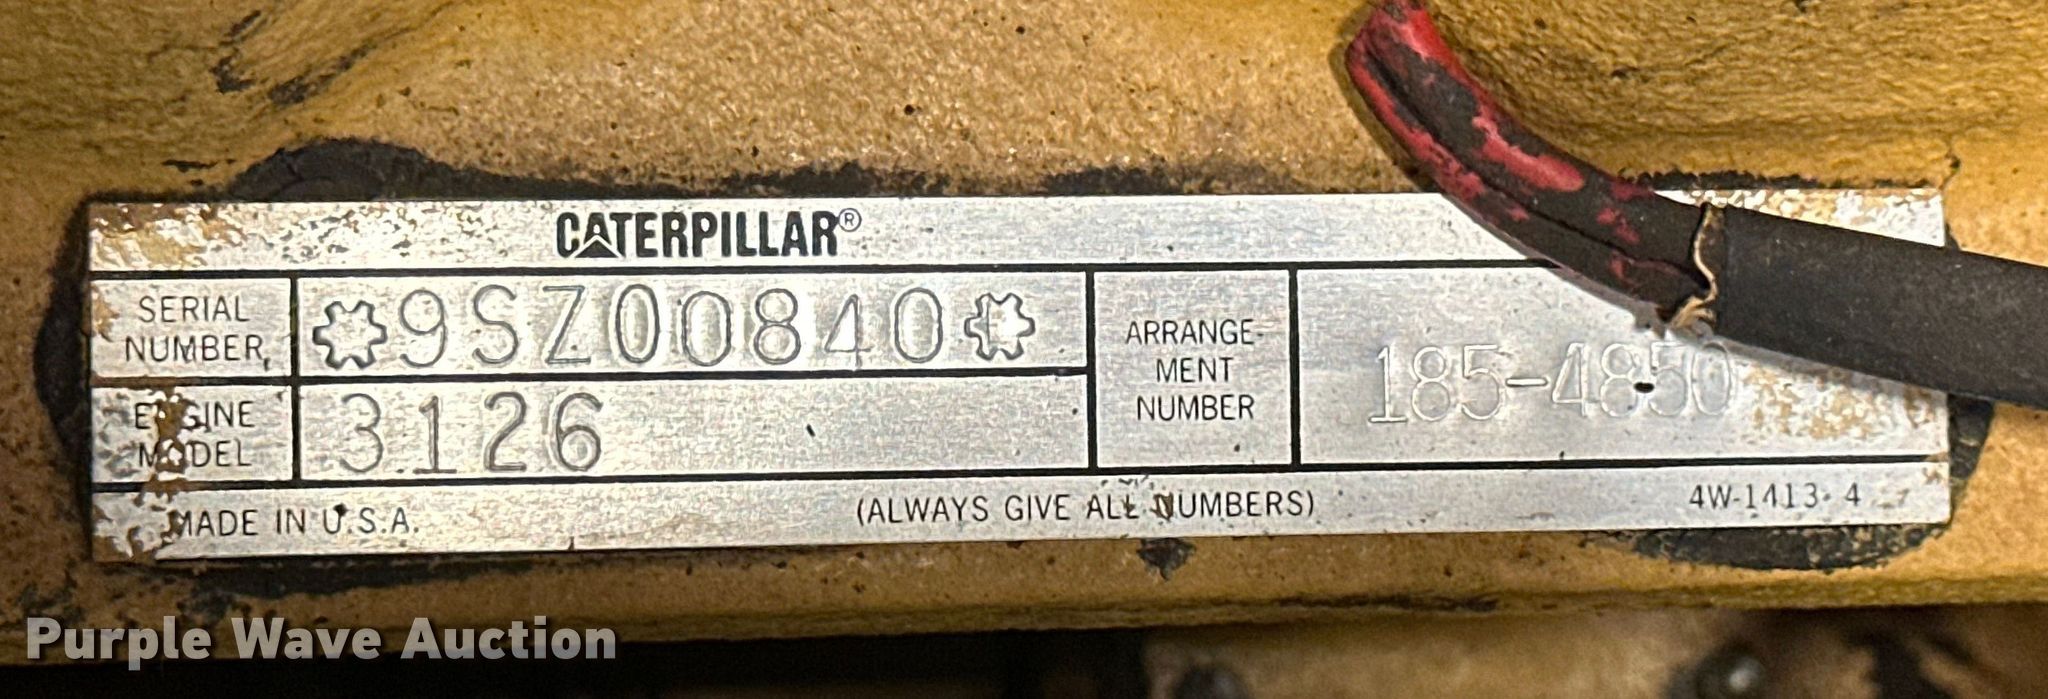 CATERPILLAR®
SERIAL NUMBER
9SZ00840
ENGINE MODEL
3126
ARRANGE-
MENT
NUMBER
185-4850
MADE IN U.S.A.
(ALWAYS GIVE ALL NUMBERS)
4W-1413-4
Purple Wave Auction